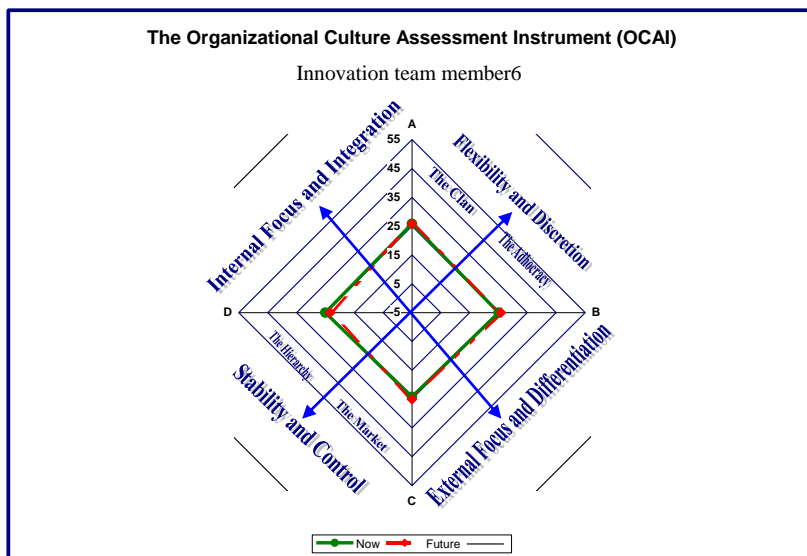 The Organizational Culture Assessment Instrument (OCAI)
Innovation team member6
A
55
45
35
25
15
5
-5
Internal Focus and Integration
Flexibility and Discretion
The Clan
The Adhocracy
D
B
The Hierarchy
The Market
Stability and Control
External Focus and Differentiation
C
Now
Future